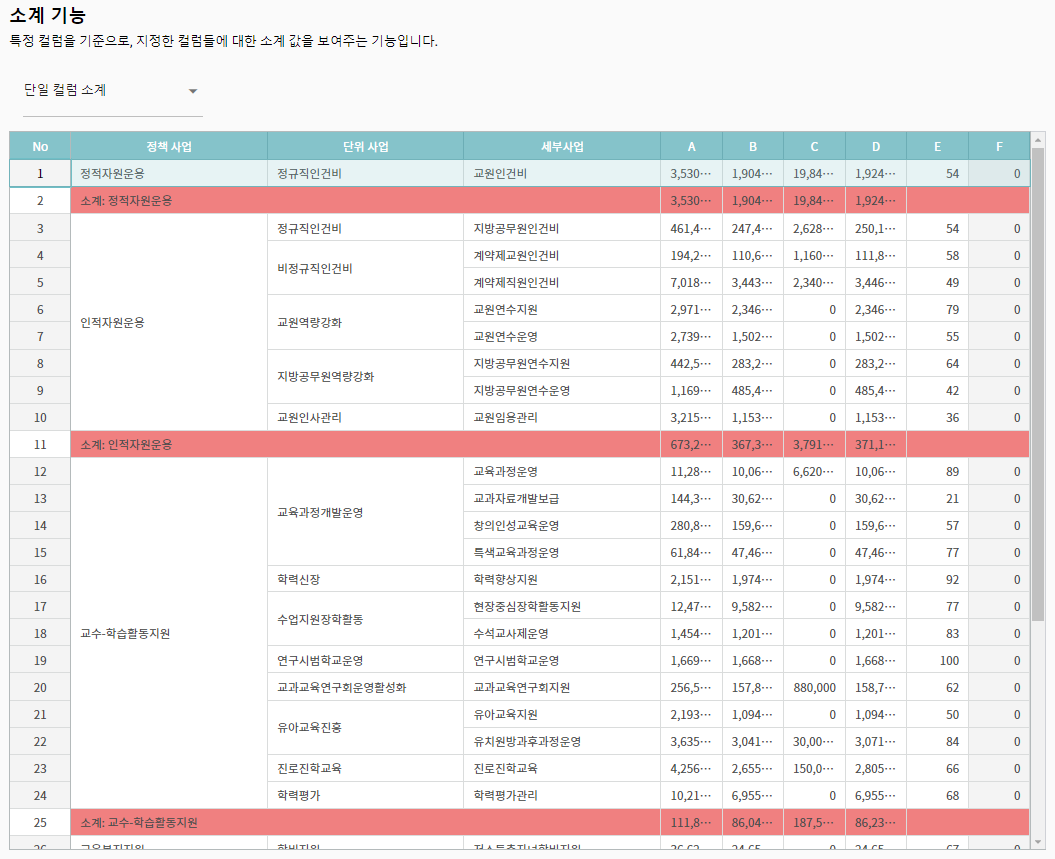 소계 기능
특정 컬럼을 기준으로, 지정한 컬럼들에 대한 소계 값을 보여주는 기능입니다.
단일 컬럼 소계
No 정책 사업 단위 사업 세부사업 A B C D E F
1 정적자원운용 정규직인건비 교원인건비 3,530··· 1,904··· 19,84··· 1,924··· 54 0
2 소계: 정적자원운용 3,530··· 1,904··· 19,84··· 1,924···
3 정규직인건비 지방공무원인건비 461,4··· 247,4··· 2,628··· 250,1··· 54 0
4 비정규직인건비 계약제교원인건비 194,2··· 110,6··· 1,160··· 111,8··· 58 0
5 계약제직원인건비 7,018··· 3,443··· 2,340··· 3,446··· 49 0
6 인적자원운용 교원역량강화 교원연수지원 2,971··· 2,346··· 0 2,346··· 79 0
7 교원연수운영 2,739··· 1,502··· 0 1,502··· 55 0
8 지방공무원역량강화 지방공무원연수지원 442,5··· 283,2··· 0 283,2··· 64 0
9 지방공무원연수운영 1,169··· 485,4··· 0 485,4··· 42 0
10 교원인사관리 교원임용관리 3,215··· 1,153··· 0 1,153··· 36 0
11 소계: 인적자원운용 673,2··· 367,3··· 3,791··· 371,1···
12 교육과정운영 11,28··· 10,06··· 6,620··· 10,06··· 89 0
13 교육과정개발운영 교과자료개발보급 144,3··· 30,62··· 0 30,62··· 21 0
14 창의인성교육운영 280,8··· 159,6··· 0 159,6··· 57 0
15 특색교육과정운영 61,84··· 47,46··· 0 47,46··· 77 0
16 학력신장 학력향상지원 2,151··· 1,974··· 0 1,974··· 92 0
17 수업지원장학활동 현장중심장학활동지원 12,47··· 9,582··· 0 9,582··· 77 0
18 교수-학습활동지원 수석교사제운영 1,454··· 1,201··· 0 1,201··· 83 0
19 연구시범학교운영 연구시범학교운영 1,669··· 1,668··· 0 1,668··· 100 0
20 교과교육연구회운영활성화 교과교육연구회지원 256,5··· 157,8··· 880,000 158,7··· 62 0
21 유아교육진흥 유아교육지원 2,193··· 1,094··· 0 1,094··· 50 0
22 유치원방과후과정운영 3,635··· 3,041··· 30,00··· 3,071··· 84 0
23 진로진학교육 진로진학교육 4,256··· 2,655··· 150,0··· 2,805··· 66 0
24 학력평가 학력평가관리 10,21··· 6,955··· 0 6,955··· 68 0
25 소계: 교수-학습활동지원 111,8··· 86,04··· 187,5··· 86,23···